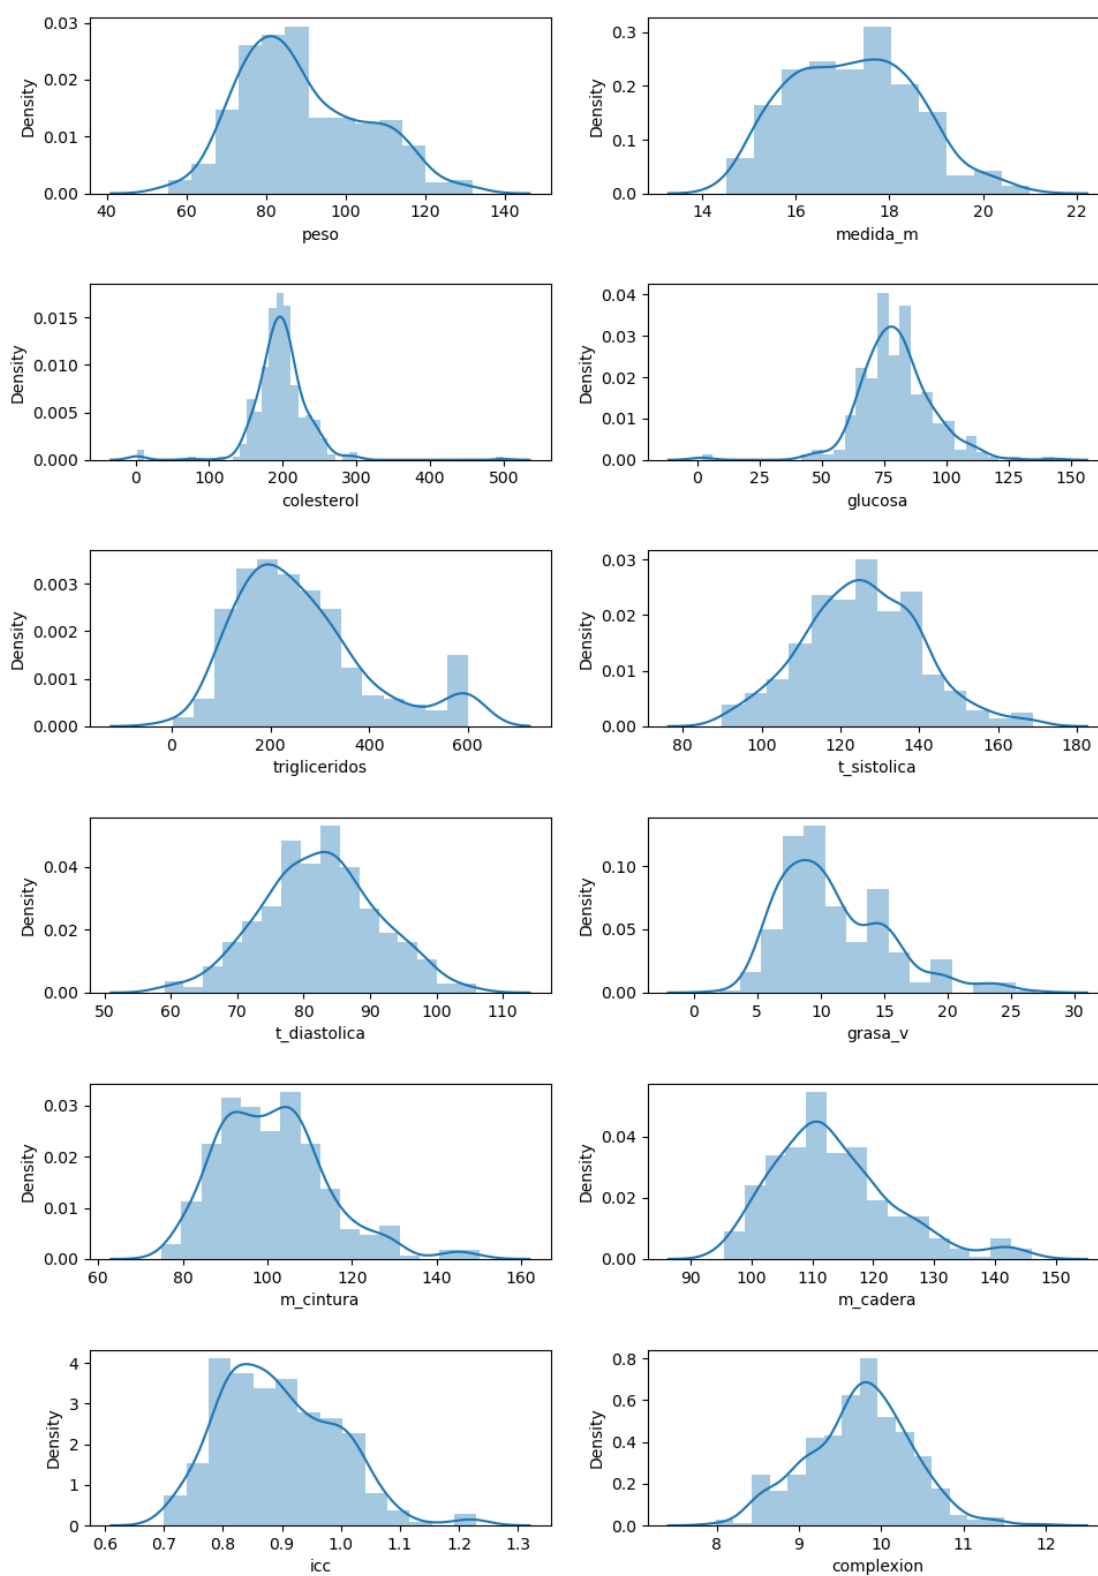 0.03
0.02
0.01
0.00
Density
40 60 80 100 120 140
peso
0.3
0.2
0.1
0.0
Density
14 16 18 20 22
medida_m
0.015
0.010
0.005
0.000
Density
0 100 200 300 400 500
colesterol
0.04
0.03
0.02
0.01
0.00
Density
0 25 50 75 100 125 150
glucosa
0.003
0.002
0.001
0.000
Density
0 200 400 600
trigliceridos
0.03
0.02
0.01
0.00
Density
80 100 120 140 160 180
t_sistolica
0.04
0.02
0.00
Density
50 60 70 80 90 100 110
t_diastolica
0.10
0.05
0.00
Density
0 5 10 15 20 25 30
grasa_v
0.03
0.02
0.01
0.00
Density
60 80 100 120 140 160
m_cintura
0.04
0.02
0.00
Density
90 100 110 120 130 140 150
m_cadera
4
3
2
1
0
Density
0.6 0.7 0.8 0.9 1.0 1.1 1.2 1.3
icc
0.8
0.6
0.4
0.2
0.0
Density
8 9 10 11 12
complexion